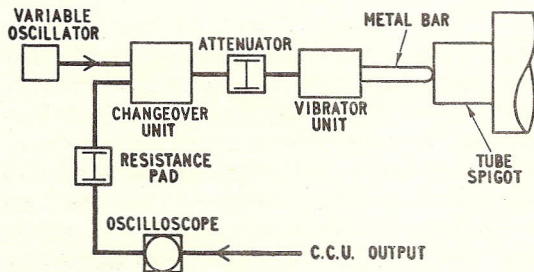 VARIABLE
OSCILLATOR
ATTENUATOR
METAL BAR
CHANGEOVER
UNIT
VIBRATOR
UNIT
TUBE
SPIGOT
RESISTANCE
PAD
OSCILLOSCOPE
C.C.U. OUTPUT